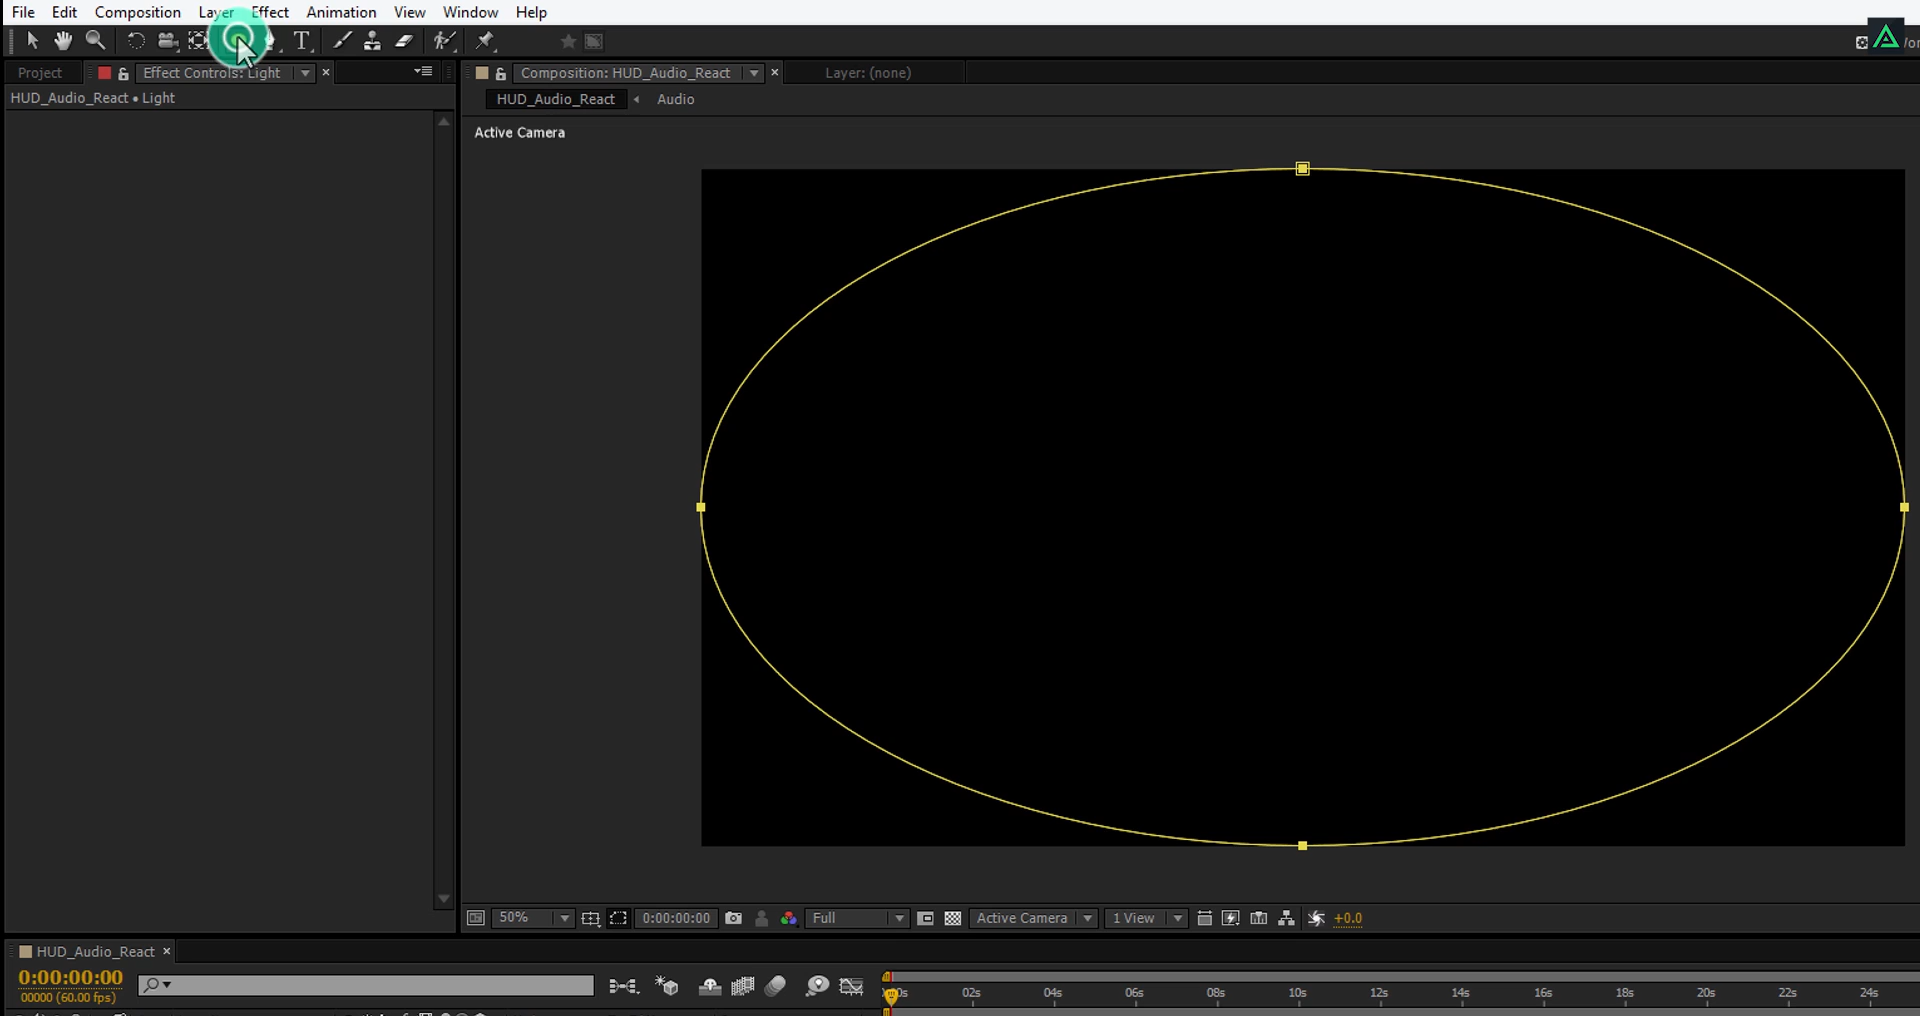 File Edit Composition Layer Effect Animation View Window Help
Project Effect Controls: Light Composition: HUD_Audio_React Layer: (none)
HUD_Audio_React • Light
HUD_Audio_React Audio
Active Camera
50% 0:00:00:00 Full Active Camera 1 View +0.0
HUD_Audio_React
0:00:00:00
00000 (60.00 fps)
02s 04s 06s 08s 10s 12s 14s 16s 18s 20s 22s 24s